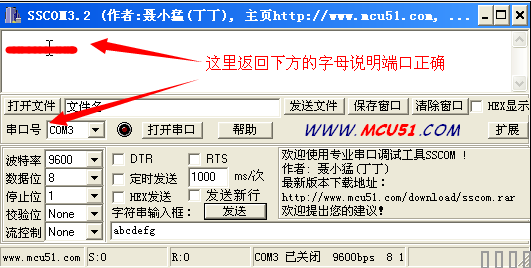 SSCOM3.2 (作者:聂小猛(丁丁), 主页http://www.mcu51.com,
这里返回下方的字母说明端口正确
打开文件 文件名 发送文件 保存窗口 清除窗口 HEX显示
串口号 COM3 打开串口 帮助 WWW.MCU51.COM 扩展
波特率 9600 DTR RTS
数据位 8 定时发送 1000 ms/次
停止位 1 HEX发送 发送新行
校验位 None 字符串输入框: 发送
流控制 None abcdefg
欢迎使用专业串口调试工具SSCOM !
作者: 聂小猛(丁丁)
最新版本下载地址:
http://www.mcu51.com/download/sscom.rar
欢迎提出您的建议!
www.mcu51.com S:0 R:0 COM3 已关闭 9600bps 8 1